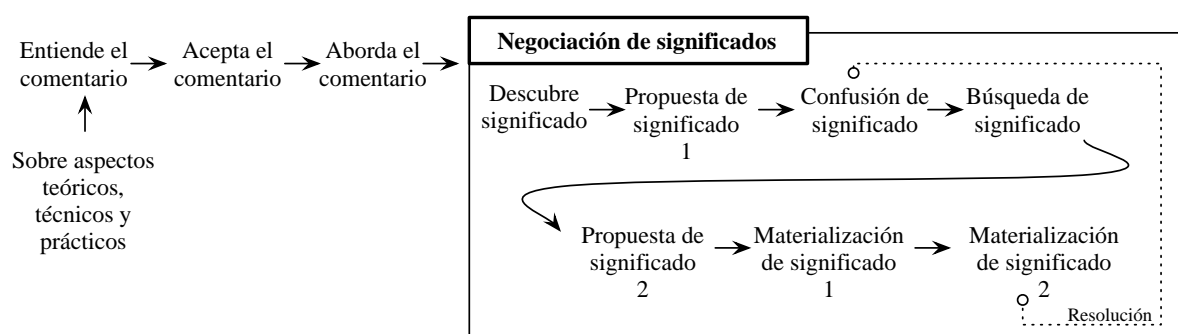 Negociación de significados
Entiende el
comentario
Acepta el
comentario
Aborda el
comentario
Sobre aspectos
teóricos,
técnicos y
prácticos
Descubre
significado
Propuesta de
significado
1
Confusión de
significado
Búsqueda de
significado
Propuesta de
significado
2
Materialización
de significado
1
Materialización
de significado
2
Resolución